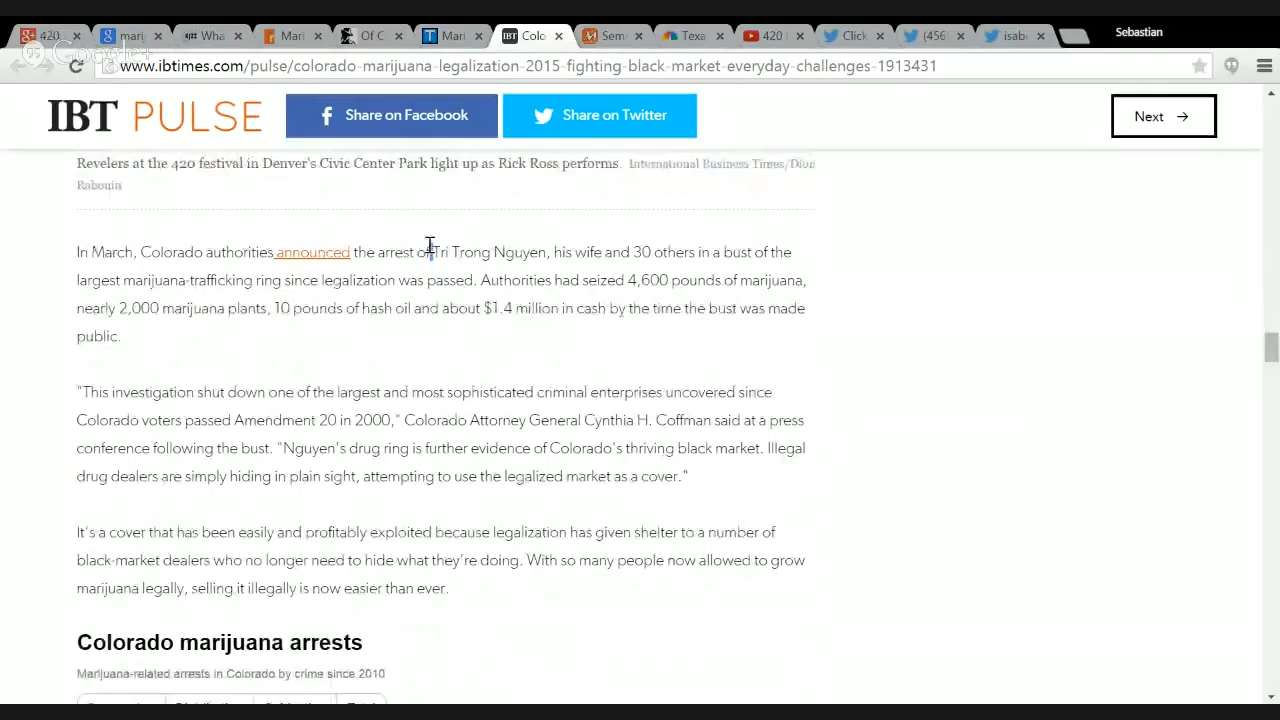 420
marij
Wha
Mari
Of C
Mari
Colo
Sem
Texa
420 I
Click
(456
isabe
Sebastian
Google+
www.ibtimes.com/pulse/colorado-marijuana-legalization-2015-fighting-black-market-everyday-challenges-1913431
IBT PULSE
Share on Facebook
Share on Twitter
Next →
Revelers at the 420 festival in Denver's Civic Center Park light up as Rick Ross performs. International Business Times/Dion
Rabouin
In March, Colorado authorities announced the arrest of Tri Trong Nguyen, his wife and 30 others in a bust of the
largest marijuana-trafficking ring since legalization was passed. Authorities had seized 4,600 pounds of marijuana,
nearly 2,000 marijuana plants, 10 pounds of hash oil and about $1.4 million in cash by the time the bust was made
public.
"This investigation shut down one of the largest and most sophisticated criminal enterprises uncovered since
Colorado voters passed Amendment 20 in 2000," Colorado Attorney General Cynthia H. Coffman said at a press
conference following the bust. "Nguyen's drug ring is further evidence of Colorado's thriving black market. Illegal
drug dealers are simply hiding in plain sight, attempting to use the legalized market as a cover."
It's a cover that has been easily and profitably exploited because legalization has given shelter to a number of
black-market dealers who no longer need to hide what they're doing. With so many people now allowed to grow
marijuana legally, selling it illegally is now easier than ever.
Colorado marijuana arrests
Marijuana-related arrests in Colorado by crime since 2010